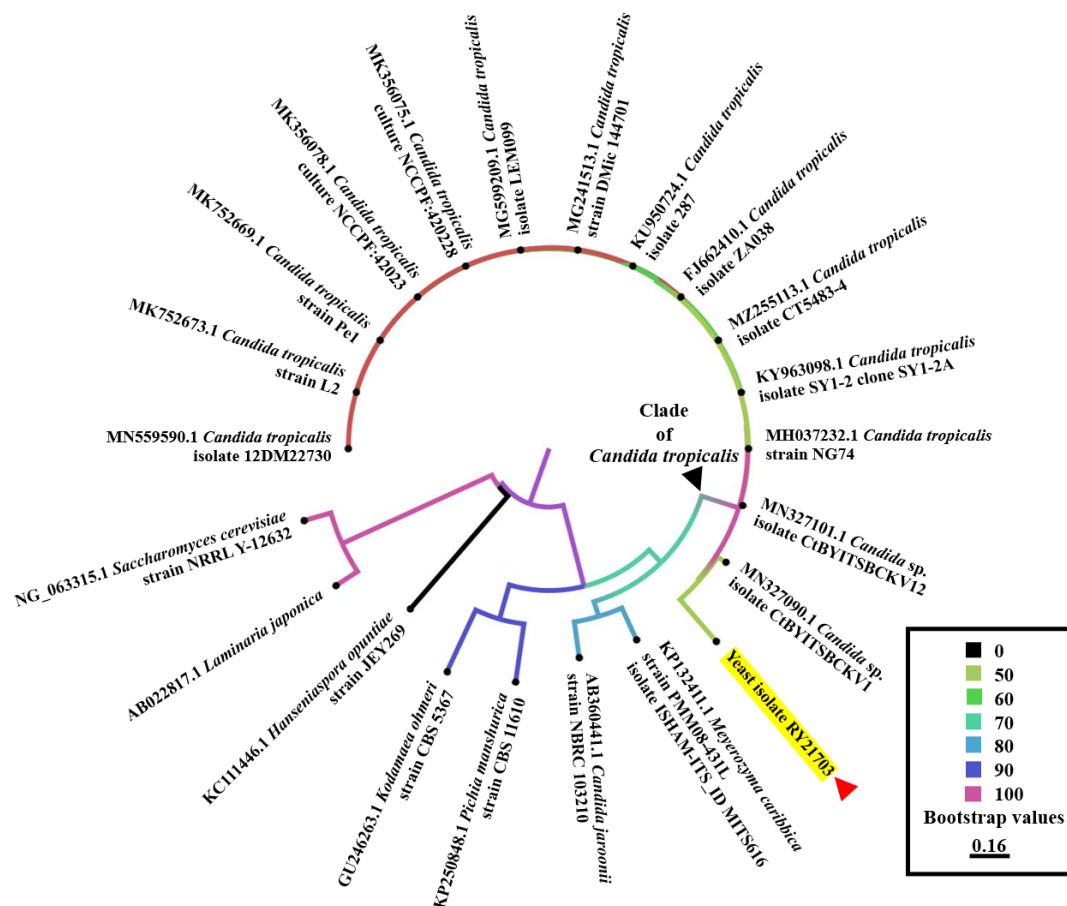 MN559590.1 Candida tropicalis
isolate 12DM22730
MK752673.1 Candida tropicalis
strain L2
MK752669.1 Candida tropicalis
strain Pe1
MK356078.1 Candida tropicalis
culture NCCPF:42023
MK356075.1 Candida tropicalis
culture NCCPF:420228
MG599209.1 Candida tropicalis
isolate LEM099
MG241513.1 Candida tropicalis
strain DMic 144701
KU950724.1 Candida tropicalis
isolate 287
FJ662410.1 Candida tropicalis
isolate ZA038
MZ255113.1 Candida tropicalis
isolate CT5483-4
KY963098.1 Candida tropicalis
isolate SY1-2 clone SY1-2A
MH037232.1 Candida tropicalis
strain NG74
MN327101.1 Candida sp.
isolate CtBYITSBCKV12
MN327090.1 Candida sp.
isolate CtBYITSBCKV1
Yeast isolate RY21703
KP132411.1 Meyerozyma caribbica
strain PMM08-431L
isolate ISHAM-ITS_ID MITS616
AB360441.1 Candida jaroonii
strain NBRC 103210
KP250848.1 Pichia manshurica
strain CBS 11610
GU246263.1 Kodamaea ohmeri
strain CBS 5367
KC111446.1 Hanseniaspora opuntiae
strain JEY269
AB022817.1 Laminaria japonica
NG_063315.1 Saccharomyces cerevisiae
strain NRRL Y-12632
Clade
of
Candida tropicalis
0
50
60
70
80
90
100
Bootstrap values
0.16